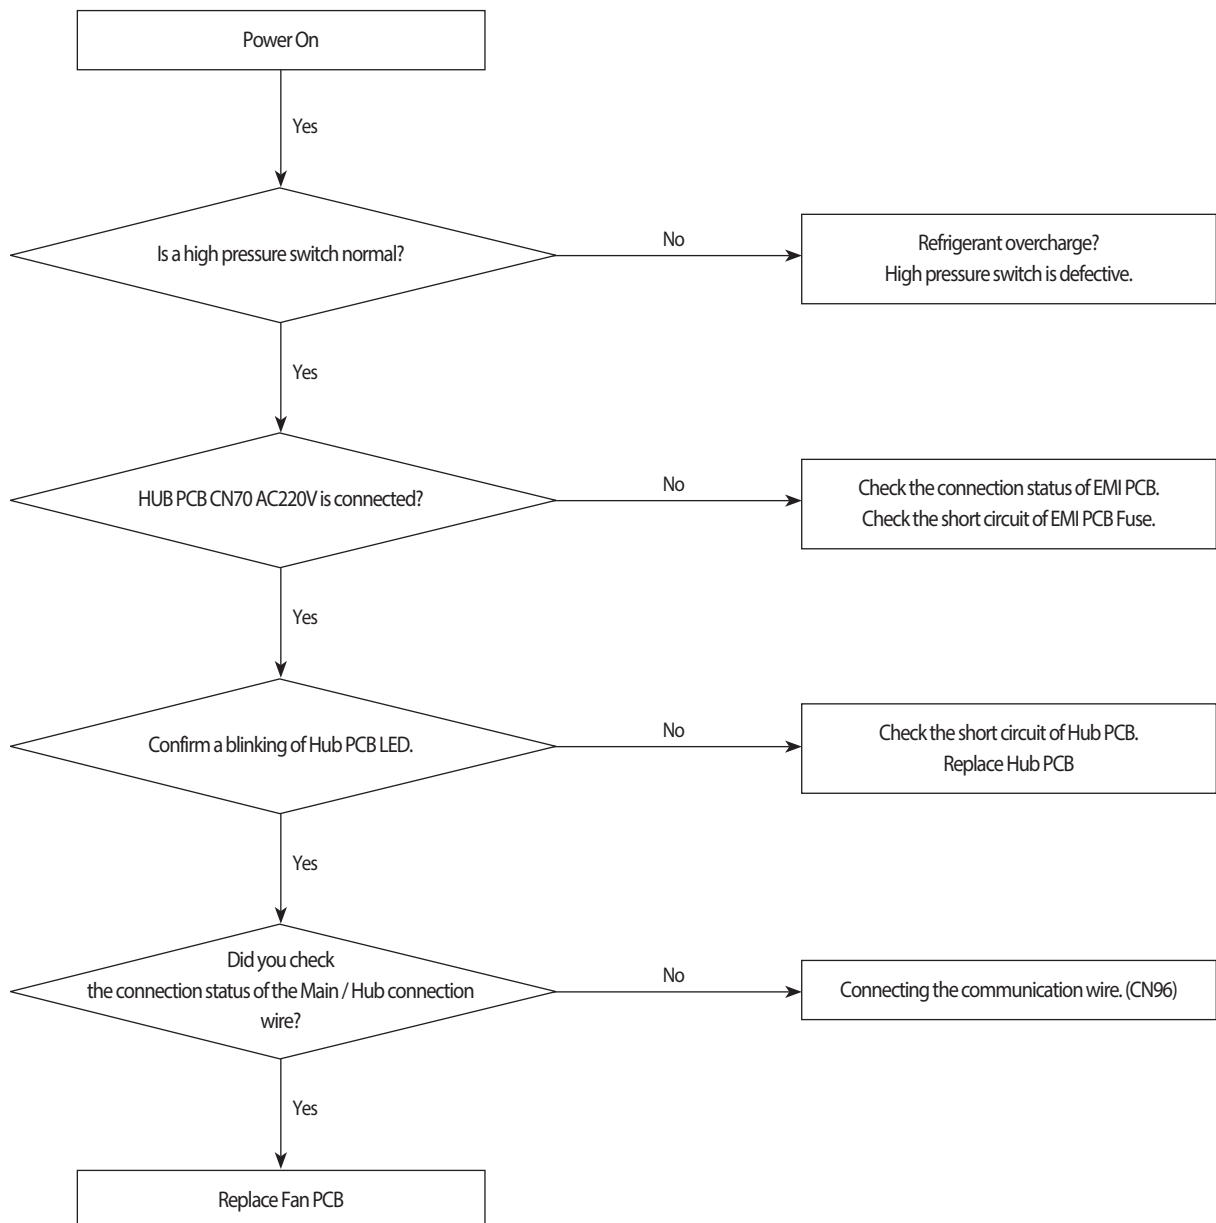 Power On
Yes
Is a high pressure switch normal?
No
Refrigerant overcharge?
High pressure switch is defective.
Yes
HUB PCB CN70 AC220V is connected?
No
Check the connection status of EMI PCB.
Check the short circuit of EMI PCB Fuse.
Yes
Confirm a blinking of Hub PCB LED.
No
Check the short circuit of Hub PCB.
Replace Hub PCB
Yes
Did you check
the connection status of the Main / Hub connection
wire?
No
Connecting the communication wire. (CN96)
Yes
Replace Fan PCB